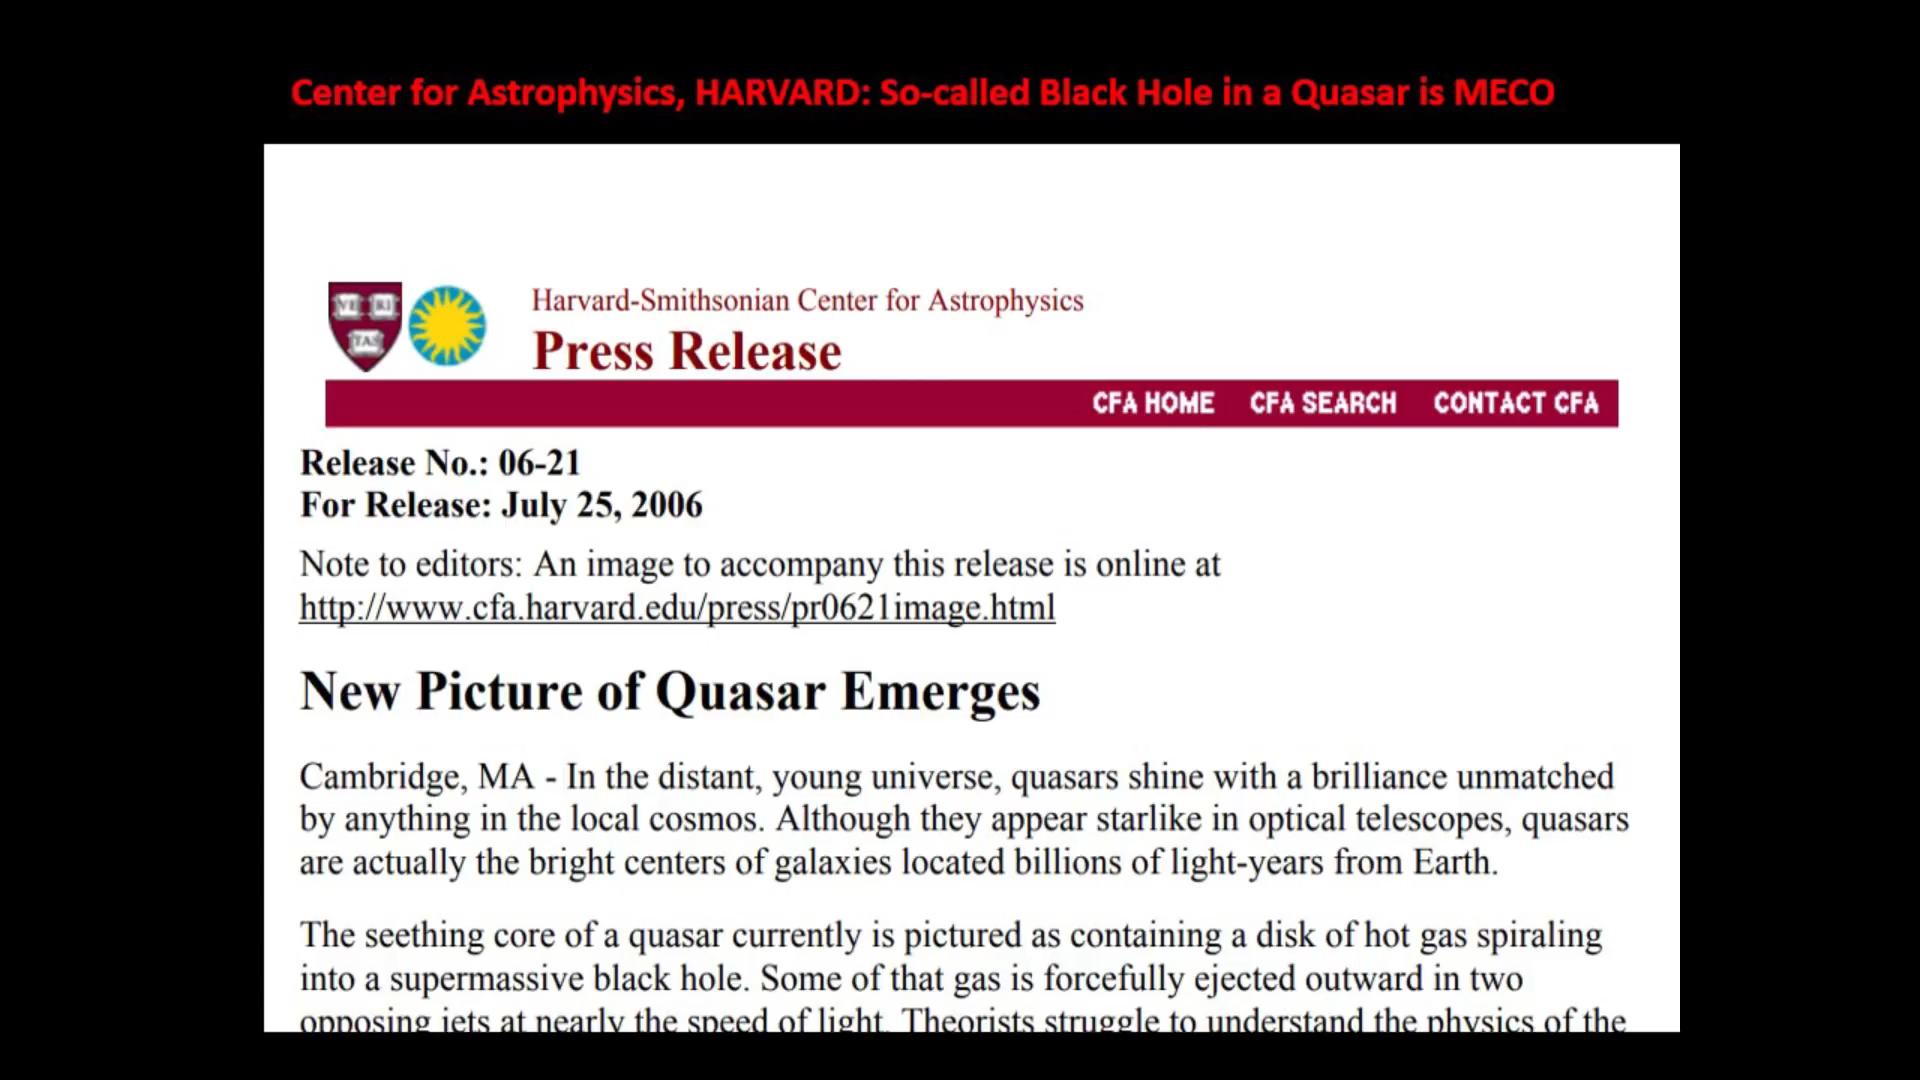 Center for Astrophysics, HARVARD: So-called Black Hole in a Quasar is MECO
VE RI
TAS
Harvard-Smithsonian Center for Astrophysics
Press Release
CFA HOME CFA SEARCH CONTACT CFA
Release No.: 06-21
For Release: July 25, 2006
Note to editors: An image to accompany this release is online at
http://www.cfa.harvard.edu/press/pr0621image.html
New Picture of Quasar Emerges
Cambridge, MA - In the distant, young universe, quasars shine with a brilliance unmatched
by anything in the local cosmos. Although they appear starlike in optical telescopes, quasars
are actually the bright centers of galaxies located billions of light-years from Earth.
The seething core of a quasar currently is pictured as containing a disk of hot gas spiraling
into a supermassive black hole. Some of that gas is forcefully ejected outward in two
opposing jets at nearly the speed of light. Theorists struggle to understand the physics of the